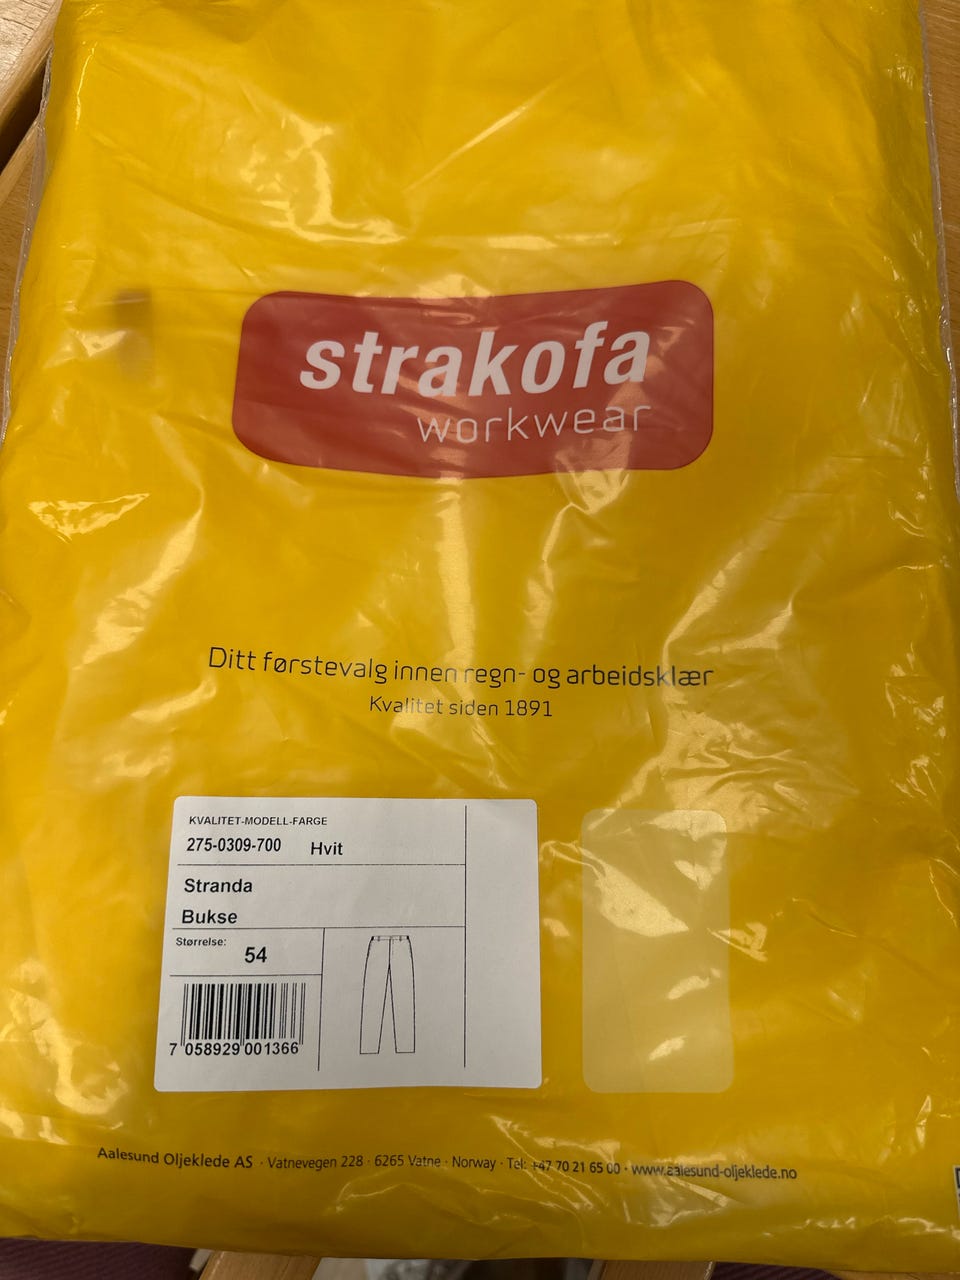 strakofa
workwear
Ditt førstevalg innen regn- og arbeidsklær
Kvalitet siden 1891
KVALITET-MODELL-FARGE
275-0309-700 Hvit
Stranda
Bukse
Størrelse:
54
7 058929 001366
Aalesund Oljeklede AS · Vatnevegen 228 · 6265 Vatne · Norway · Tel: +47 70 21 65 00 · www.aalesund-oljeklede.no